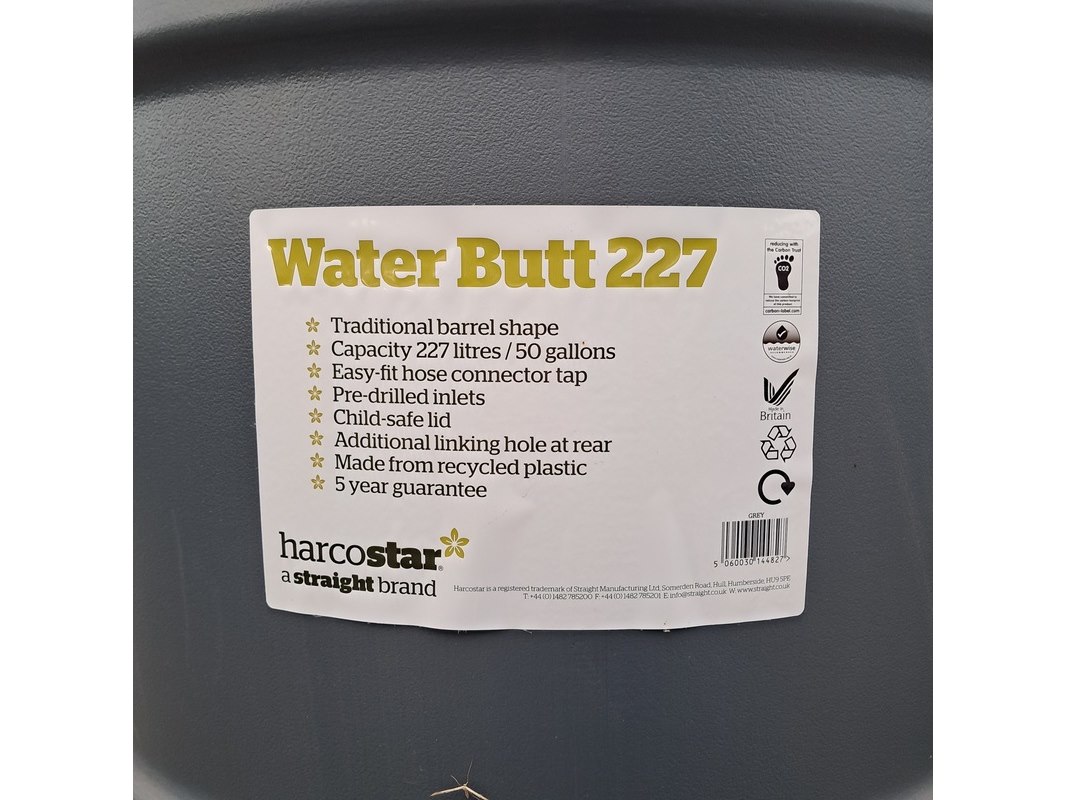 Water Butt 227
Traditional barrel shape
Capacity 227 litres / 50 gallons
Easy-fit hose connector tap
Pre-drilled inlets
Child-safe lid
Additional linking hole at rear
Made from recycled plastic
5 year guarantee
reducing with
the Carbon Trust
CO2
carbon-label.com
waterwise
Made in
Britain
GREY
5 060030 144827 >
harcostar®
a straight brand
Harcostar is a registered trademark of Straight Manufacturing Ltd, Somerden Road, Hull, Humberside, HU9 5PE
T: +44 (0) 1482 785200 F: +44 (0) 1482 785201 E: info@straight.co.uk W: www.straight.co.uk